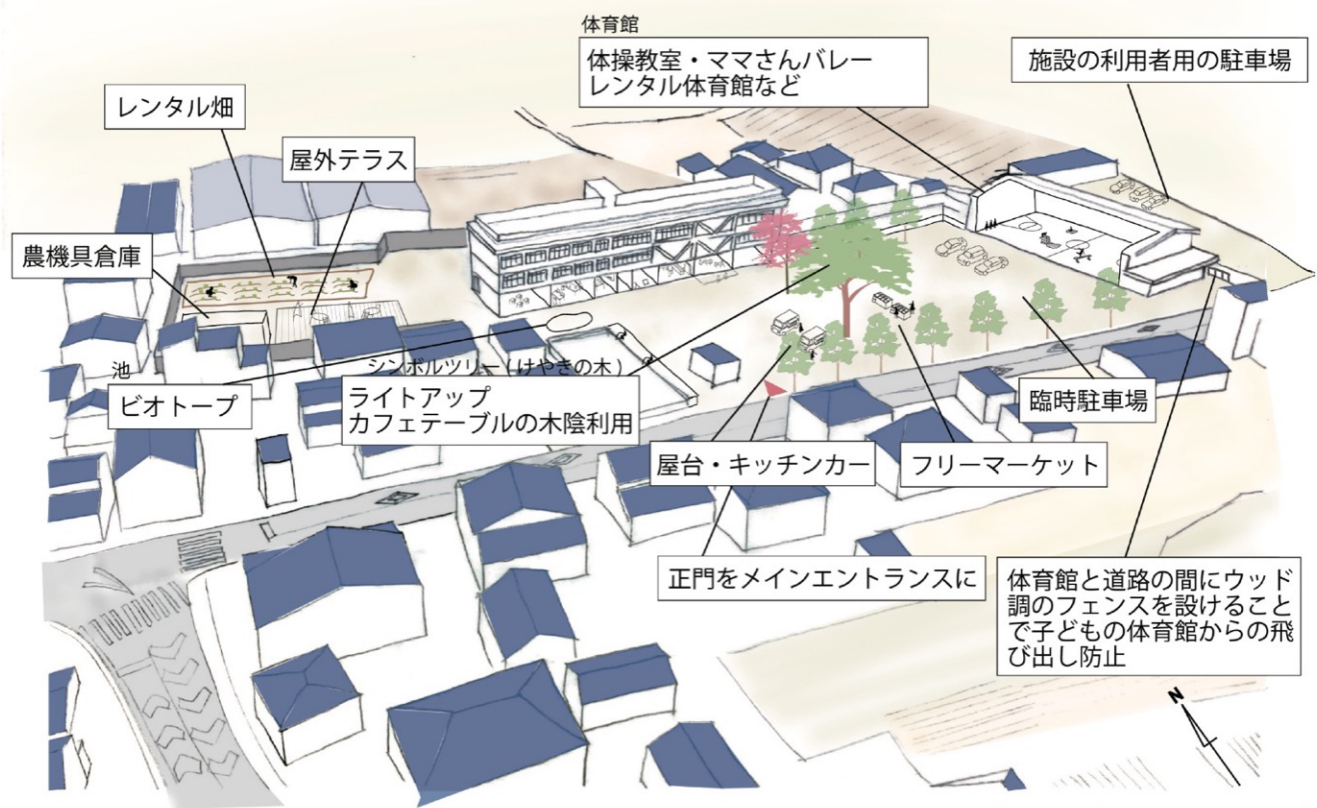 体育館
体操教室・ママさんバレー
レンタル体育館など
施設の利用者用の駐車場
レンタル畑
屋外テラス
農機具倉庫
池
ビオトープ
シンボルツリー(けやきの木)
ライトアップ
カフェテーブルの木陰利用
臨時駐車場
屋台・キッチンカー
フリーマーケット
正門をメインエントランスに
体育館と道路の間にウッド
調のフェンスを設けること
で子どもの体育館からの飛
び出し防止
N